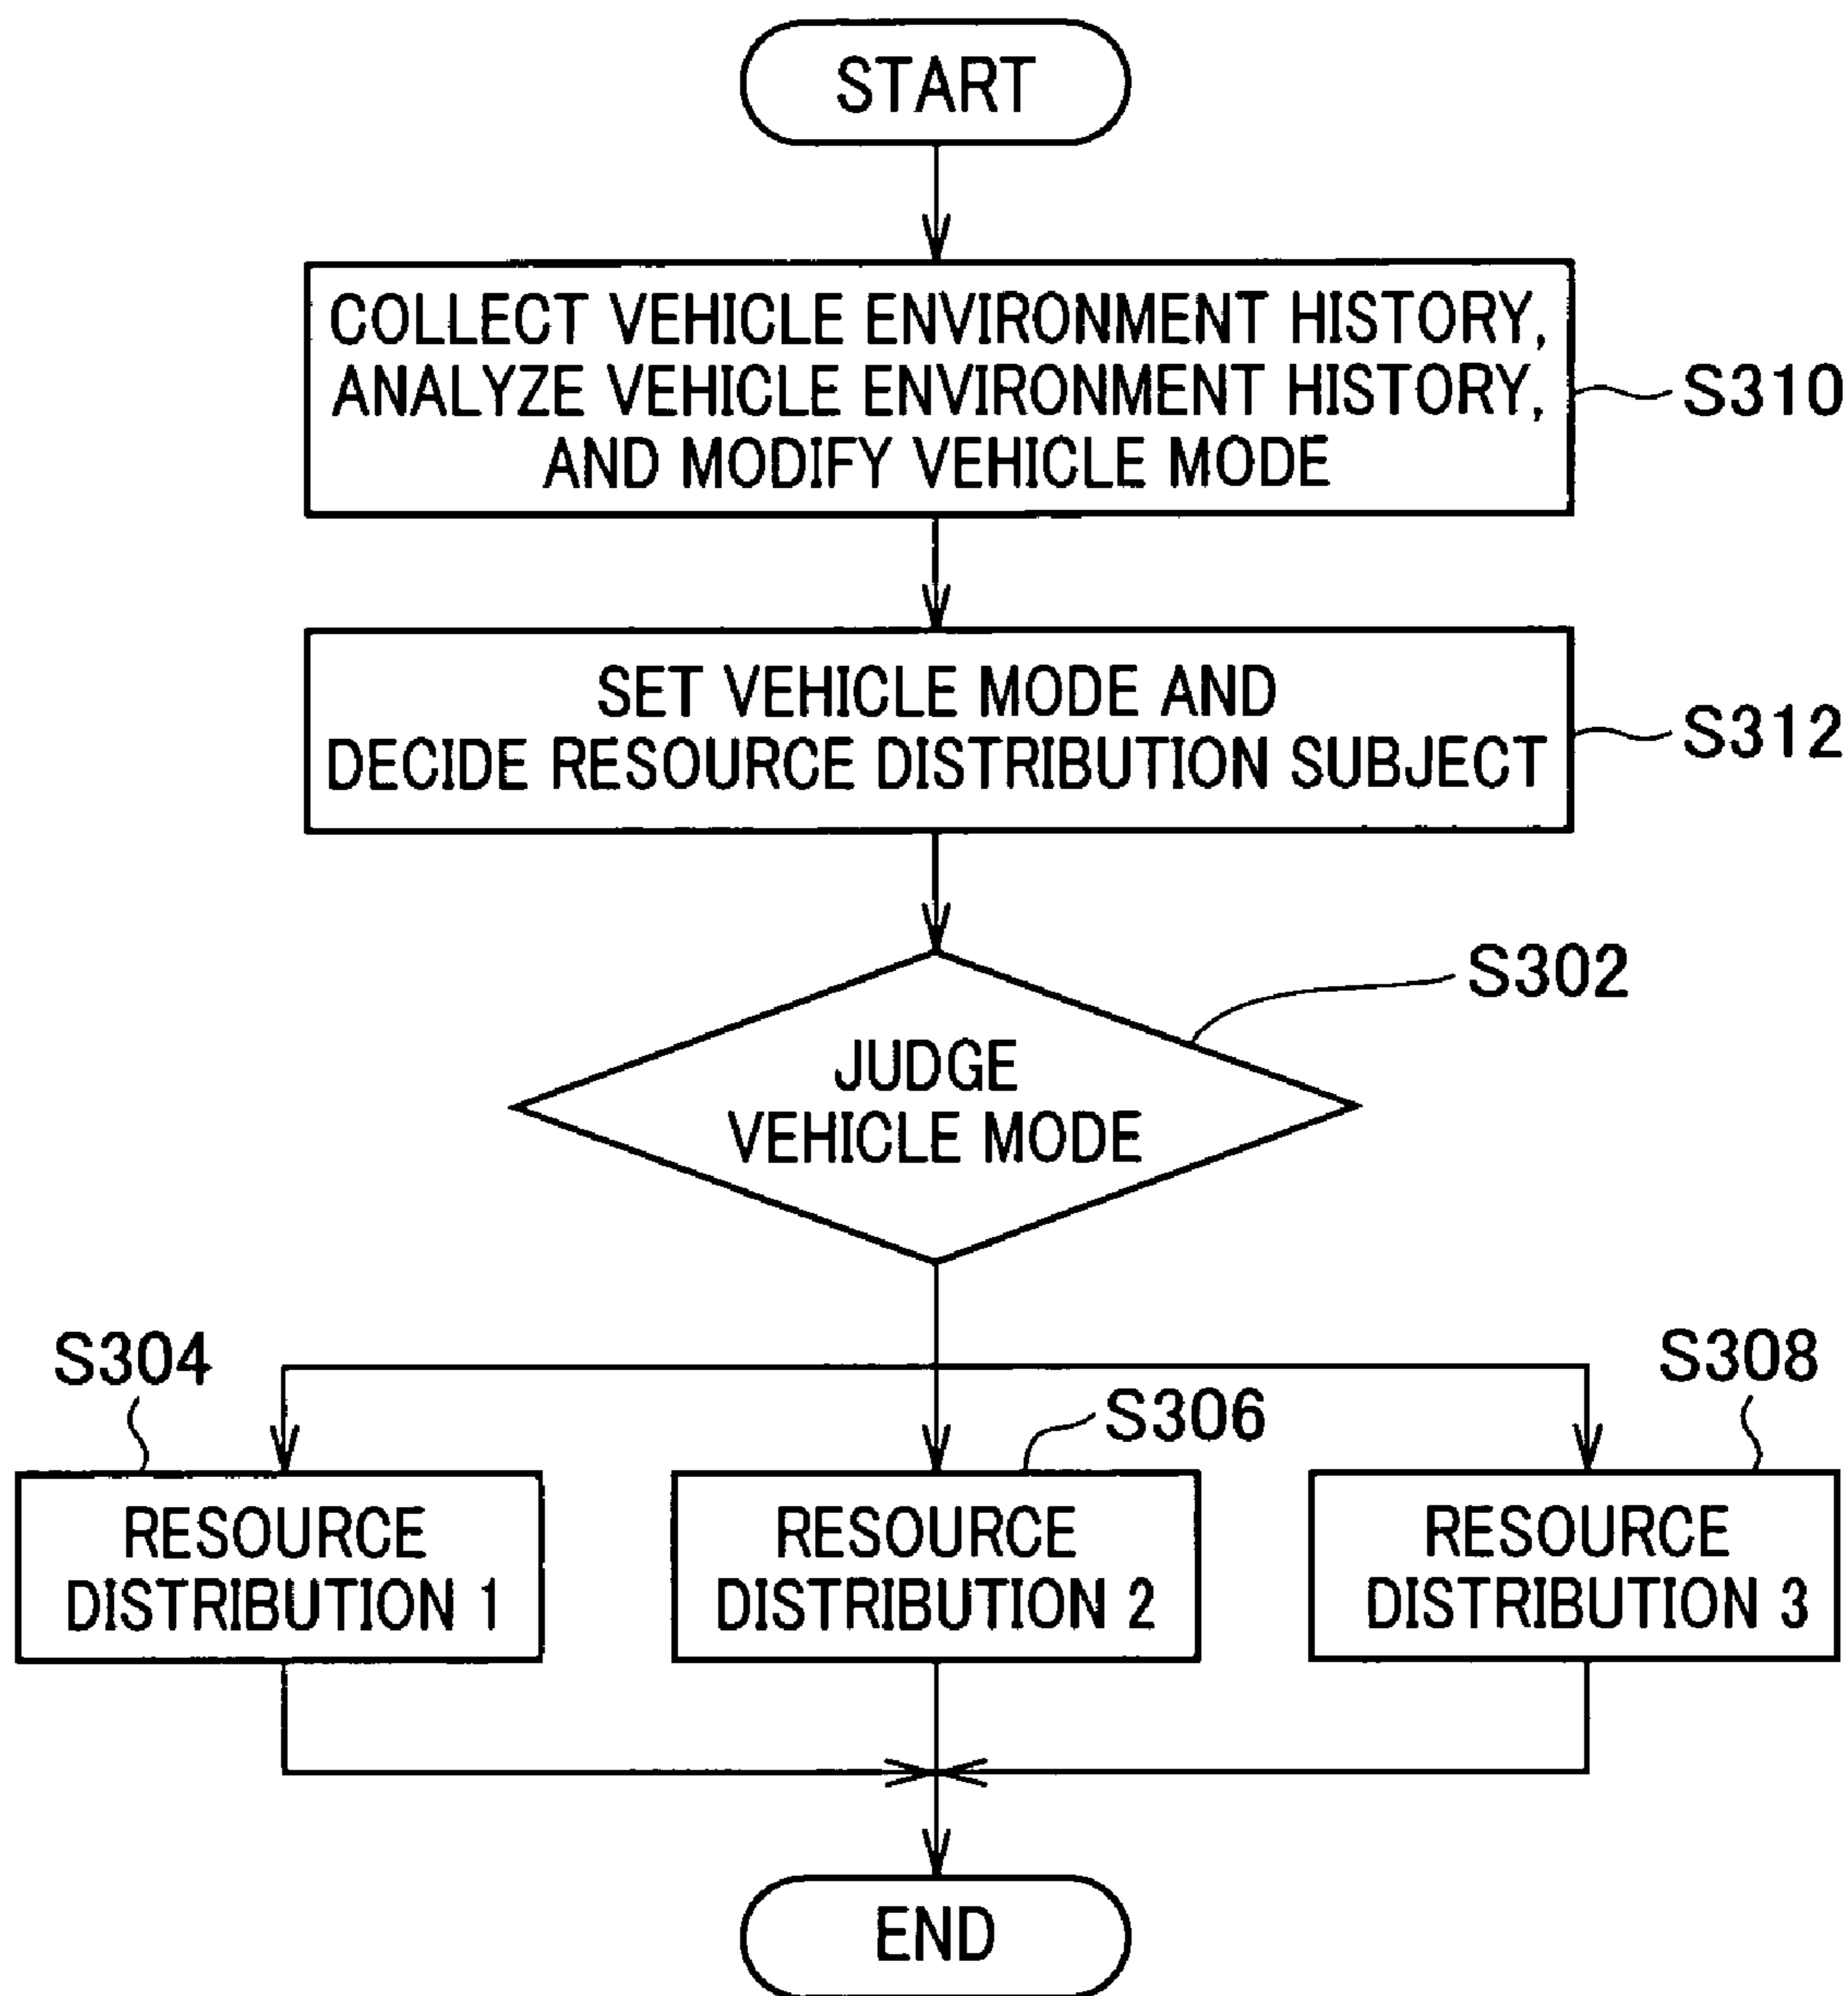 START
COLLECT VEHICLE ENVIRONMENT HISTORY,
ANALYZE VEHICLE ENVIRONMENT HISTORY,
AND MODIFY VEHICLE MODE
S310
SET VEHICLE MODE AND
DECIDE RESOURCE DISTRIBUTION SUBJECT
S312
S302
JUDGE
VEHICLE MODE
S304
RESOURCE
DISTRIBUTION 1
S306
RESOURCE
DISTRIBUTION 2
S308
RESOURCE
DISTRIBUTION 3
END